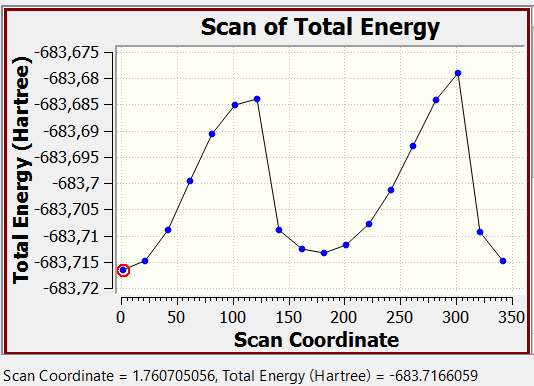 Scan of Total Energy
Total Energy (Hartree)
-683,675
-683,68
-683,685
-683,69
-683,695
-683,7
-683,705
-683,71
-683,715
-683,72
0 50 100 150 200 250 300 350
Scan Coordinate
Scan Coordinate = 1.760705056, Total Energy (Hartree) = -683.7166059